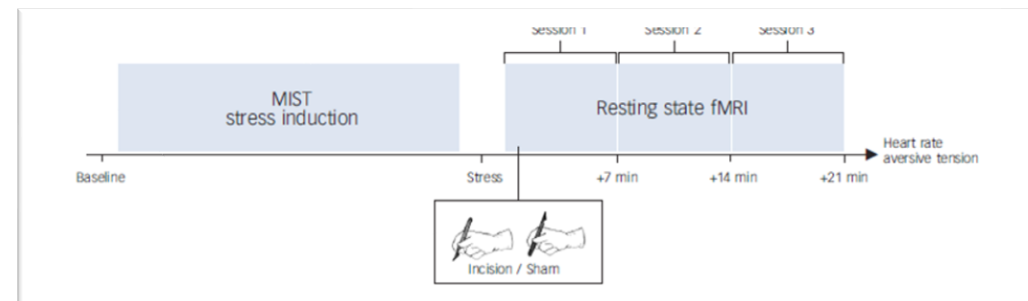 Session 1 Session 2 Session 3
MIST
stress induction
Resting state fMRI
Heart rate
aversive tension
Baseline Stress +7 min +14 min +21 min
Incision / Sham